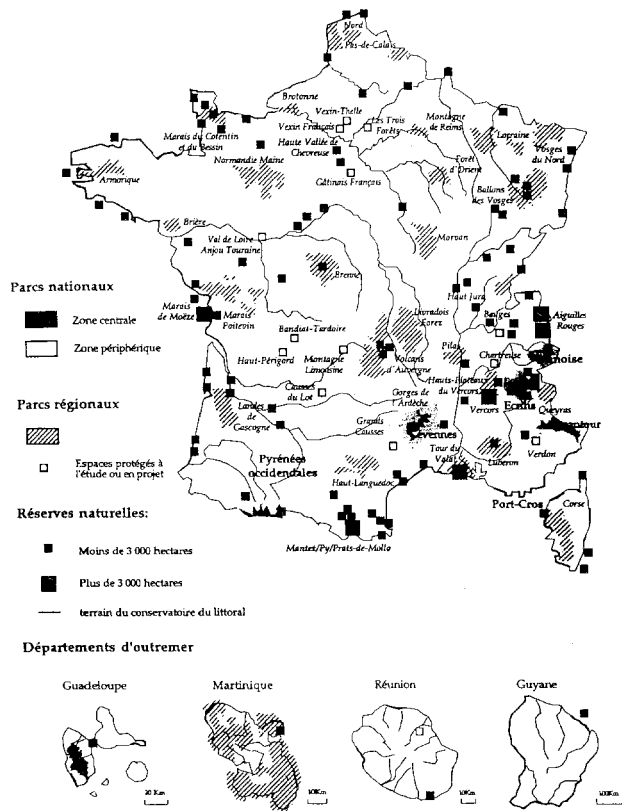 Nord
Pas-de-Calais
Brotonne
Vexin-Thelle
Vexin Français
Les Trois
Forêts
Montagne
de Reims
Lorraine
Vosges
du Nord
Marais du Cotentin
et du Bessin
Haute Vallée de
Chevreuse
Normandie Maine
Gâtinais Français
Forêt
d'Orient
Ballons
des Vosges
Armorique
Brière
Val de Loire
Anjou Touraine
Morvan
Brenne
Haut Jura
Parcs nationaux
Zone centrale
Zone périphérique
Marais
de Moëze
Marais
Poitevin
Bandiat-Tardoire
Haut-Périgord
Montagne
Limousine
Livradois
Forez
Volcans
d'Auvergne
Pilat
Bauges
Aiguilles
Rouges
Chartreuse
Hauts-Plateaux
du Vercors
Vercors
Ecrins
Queyras
Parcs régionaux
Espaces protégés à
l'étude ou en projet
Causses
du Lot
Landes
de
Gascogne
Gorges de
l'Ardèche
Grands
Causses
Cévennes
Tour du
Valat
Luberon
Verdon
Pyrénées
occidentales
Haut-Languedoc
Port-Cros
Corse
Mantet/Py/Prats-de-Mollo
Réserves naturelles:
Moins de 3 000 hectares
Plus de 3 000 hectares
terrain du conservatoire du littoral
Départements d'outremer
Guadeloupe
Martinique
Réunion
Guyane
20 Km
10Km
10Km
100Km